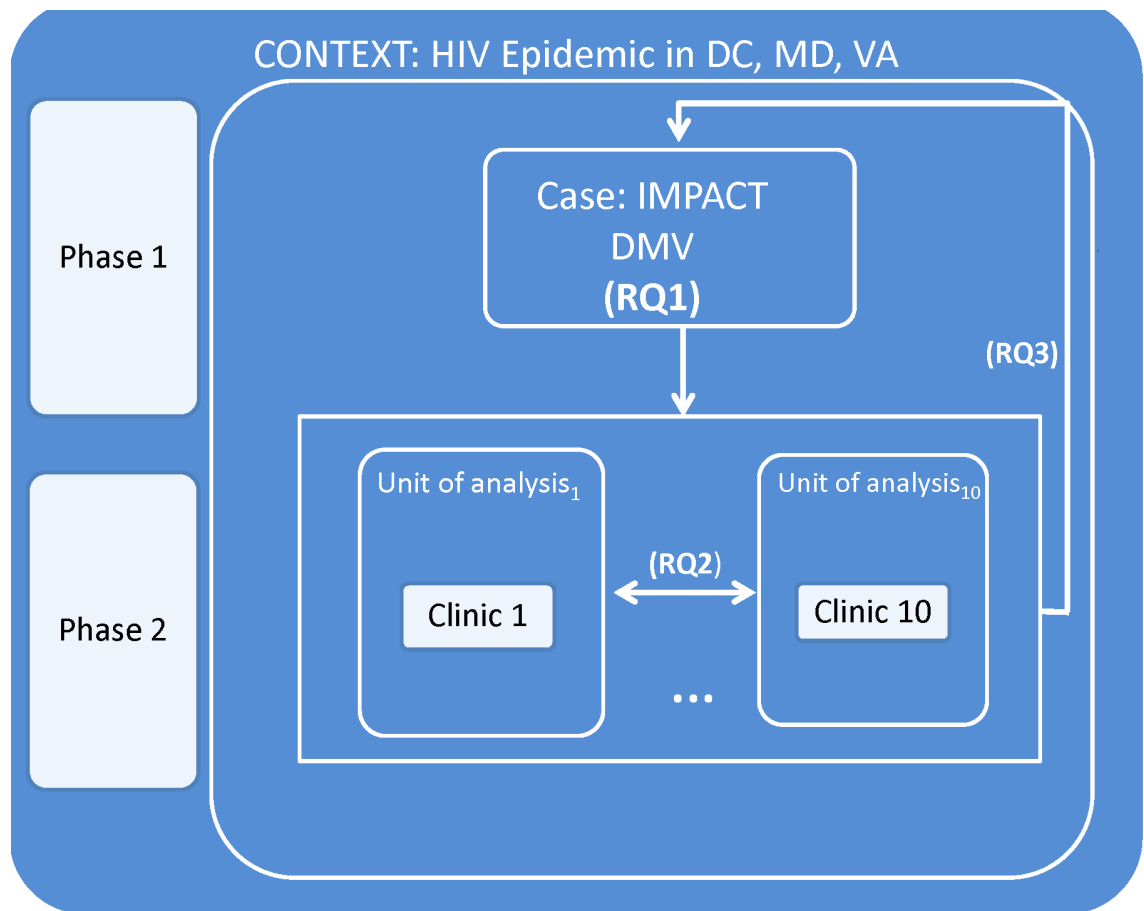 CONTEXT: HIV Epidemic in DC, MD, VA
Phase 1
Case: IMPACT
DMV
(RQ1)
(RQ3)
Unit of analysis₁
Unit of analysis₁₀
(RQ2)
Phase 2
Clinic 1
Clinic 10
...